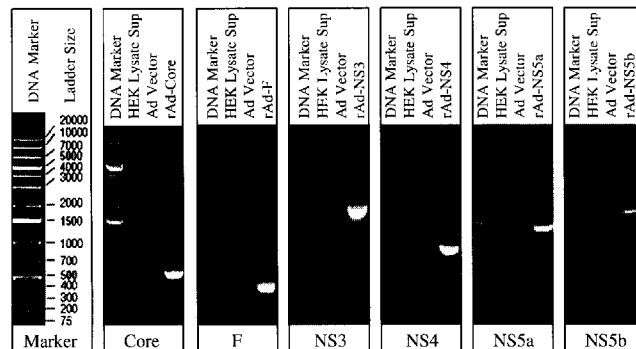 DNA Marker
Ladder Size
20000
10000
7000
5000
4000
3000
2000
1500
1000
700
500
400
300
200
75
Marker
DNA Marker
HEK Lysate Sup
Ad Vector
rAd-Core
Core
DNA Marker
HEK Lysate Sup
Ad Vector
rAd-F
F
DNA Marker
HEK Lysate Sup
Ad Vector
rAd-NS3
NS3
DNA Marker
HEK Lysate Sup
Ad Vector
rAd-NS4
NS4
DNA Marker
HEK Lysate Sup
Ad Vector
rAd-NS5a
NS5a
DNA Marker
HEK Lysate Sup
Ad Vector
rAd-NS5b
NS5b